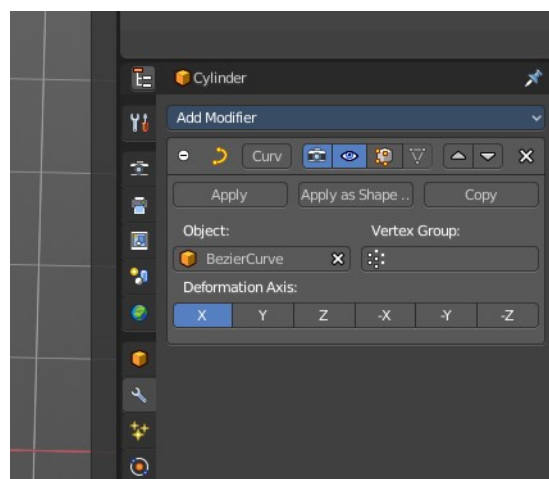 Cylinder
Add Modifier
Curv
Apply Apply as Shape .. Copy
Object: Vertex Group:
BezierCurve
Deformation Axis:
X Y Z -X -Y -Z